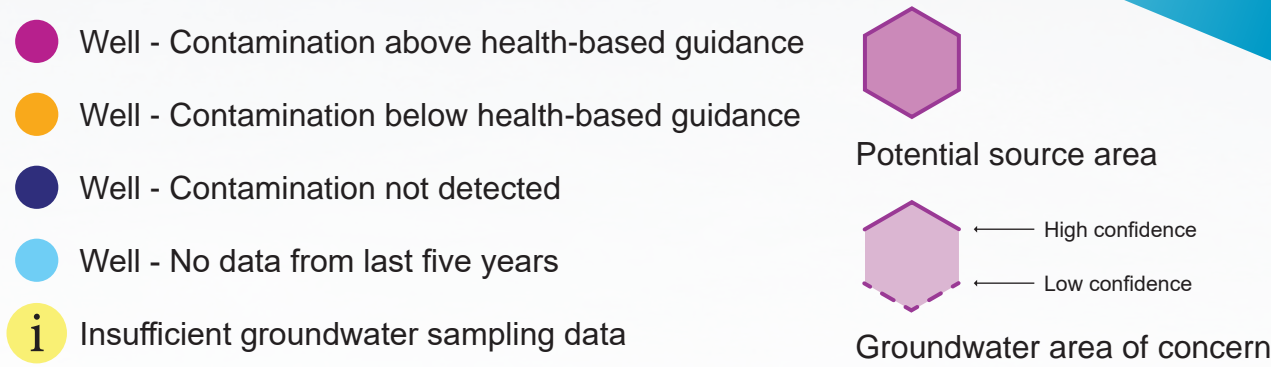 Well - Contamination above health-based guidance
Well - Contamination below health-based guidance
Well - Contamination not detected
Well - No data from last five years
i Insufficient groundwater sampling data
Potential source area
High confidence
Low confidence
Groundwater area of concern